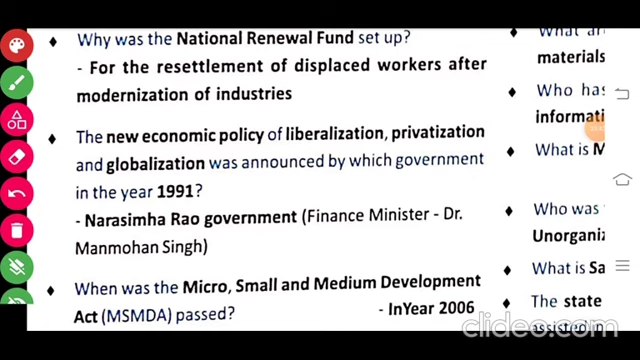 ♦ Why was the National Renewal Fund set up?
- For the resettlement of displaced workers after
modernization of industries
♦ The new economic policy of liberalization, privatization
and globalization was announced by which government
in the year 1991?
- Narasimha Rao government (Finance Minister - Dr.
Manmohan Singh)
♦ When was the Micro, Small and Medium Development
Act (MSMDA) passed? - InYear 2006
♦ What
materials
♦ Who has
♦ What is
♦ Who was
♦ What is
♦ The state
assisted in
clideo.com